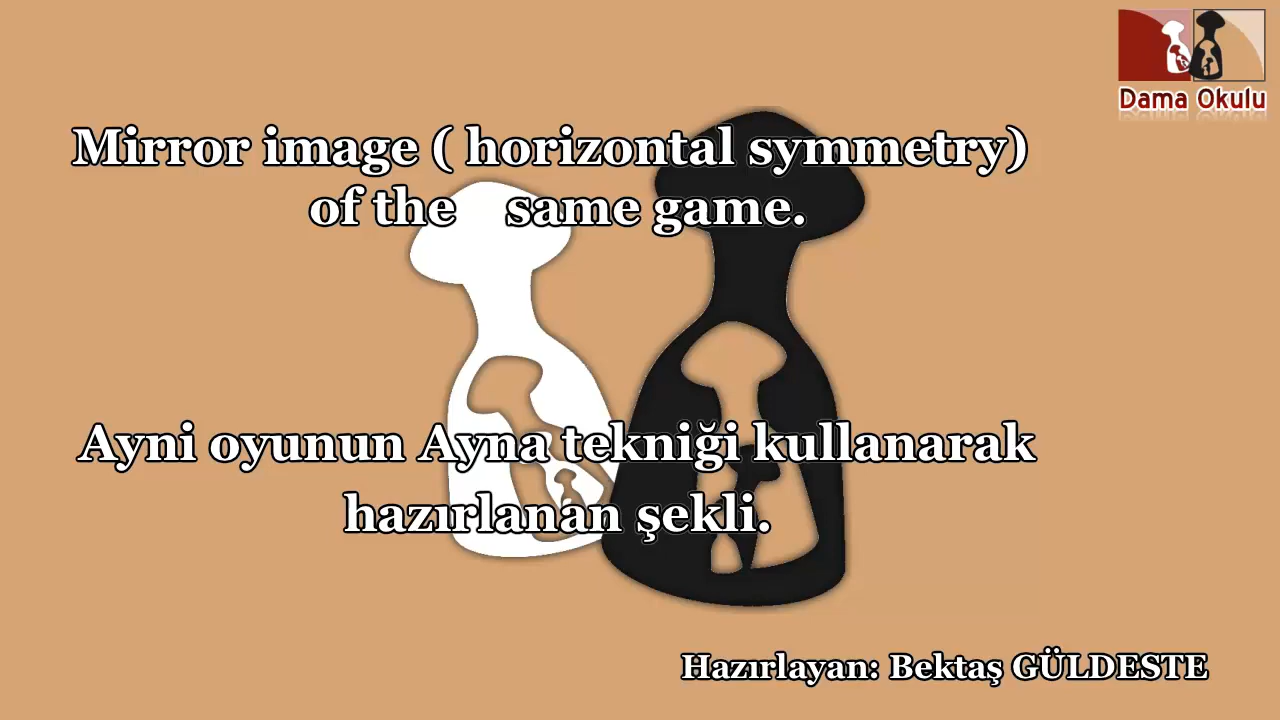 Dama Okulu
Mirror image ( horizontal symmetry)
of the same game.
Ayni oyunun Ayna tekniği kullanarak
hazırlanan şekli.
Hazırlayan: Bektaş GÜLDESTE